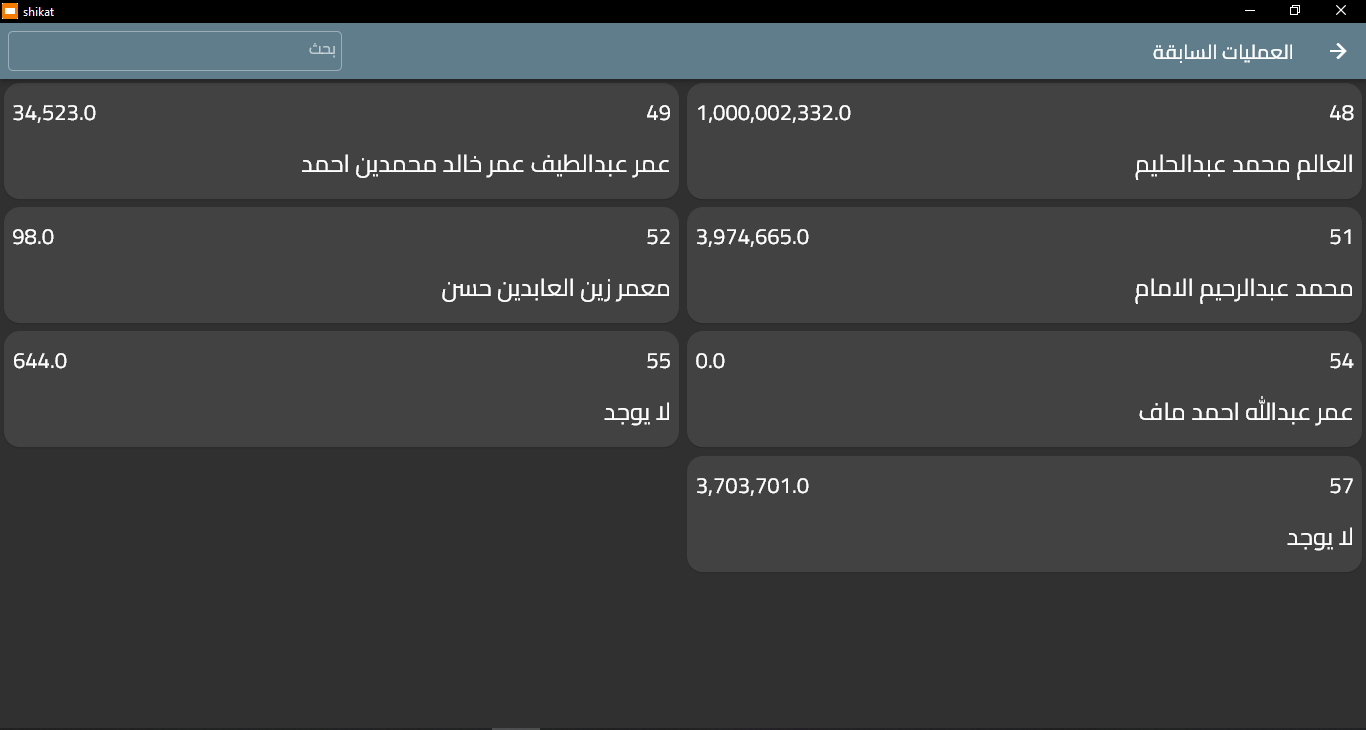 shikat
العمليات السابقة
بحث
48
1,000,002,332.0
العالم محمد عبدالحليم
49
34,523.0
عمر عبدالطيف عمر خالد محمدين احمد
51
3,974,665.0
محمد عبدالرحيم الامام
52
98.0
معمر زين العابدين حسن
54
0.0
عمر عبدالله احمد ماف
55
644.0
لا يوجد
57
3,703,701.0
لا يوجد